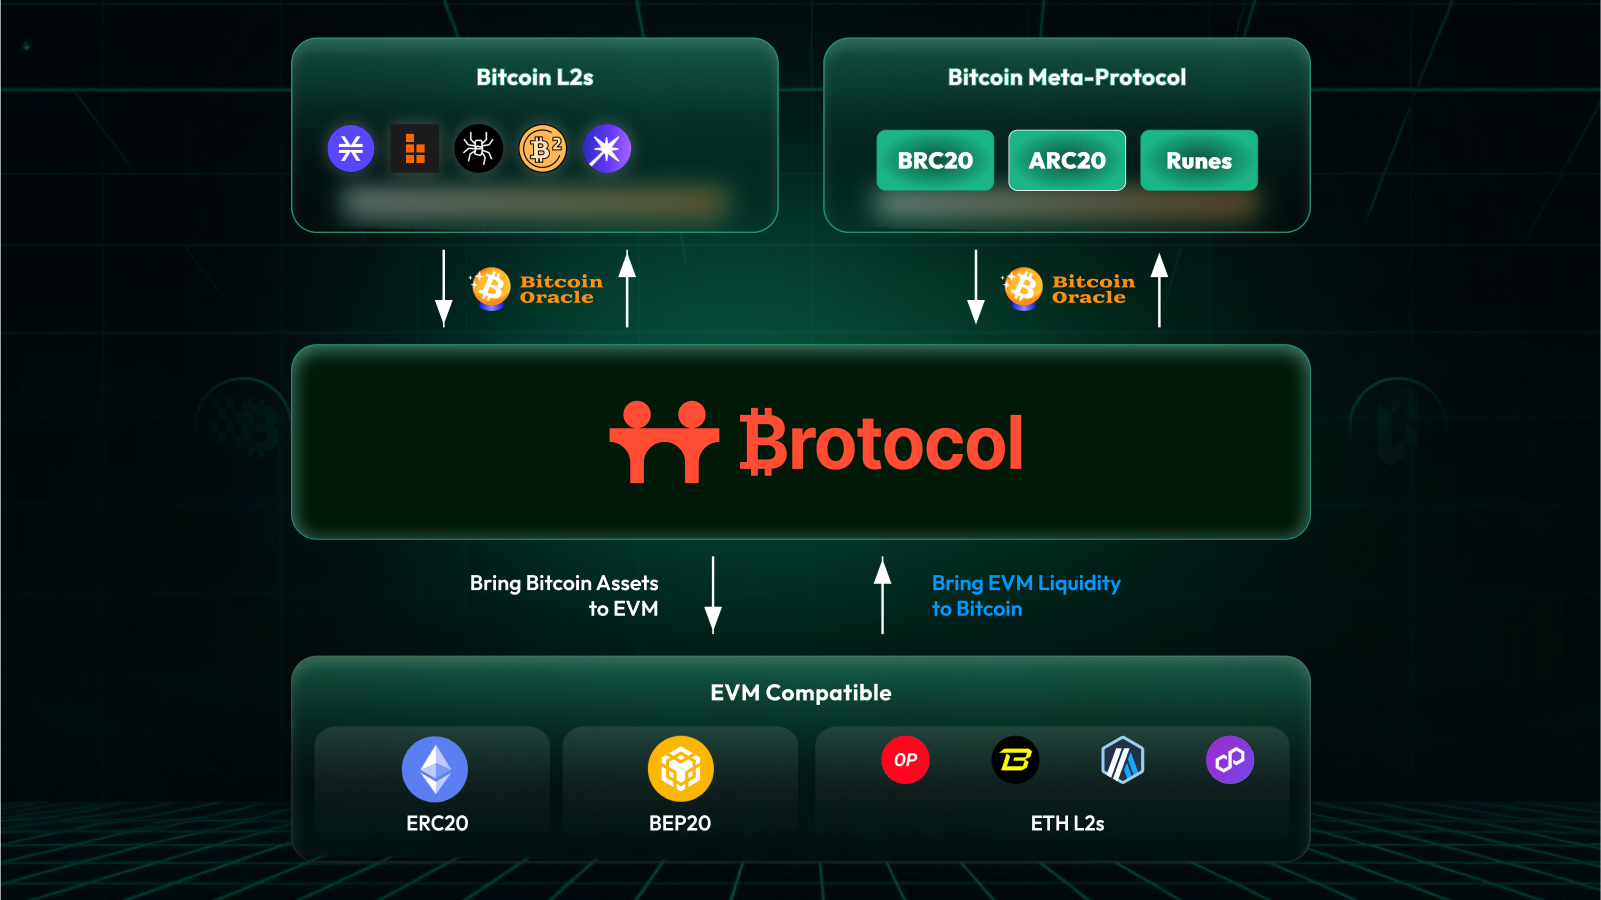 Bitcoin L2s
Bitcoin Meta-Protocol
BRC20
ARC20
Runes
Bitcoin
Oracle
Bitcoin
Oracle
₿rotocol
Bring Bitcoin Assets
to EVM
Bring EVM Liquidity
to Bitcoin
EVM Compatible
OP
ERC20
BEP20
ETH L2s